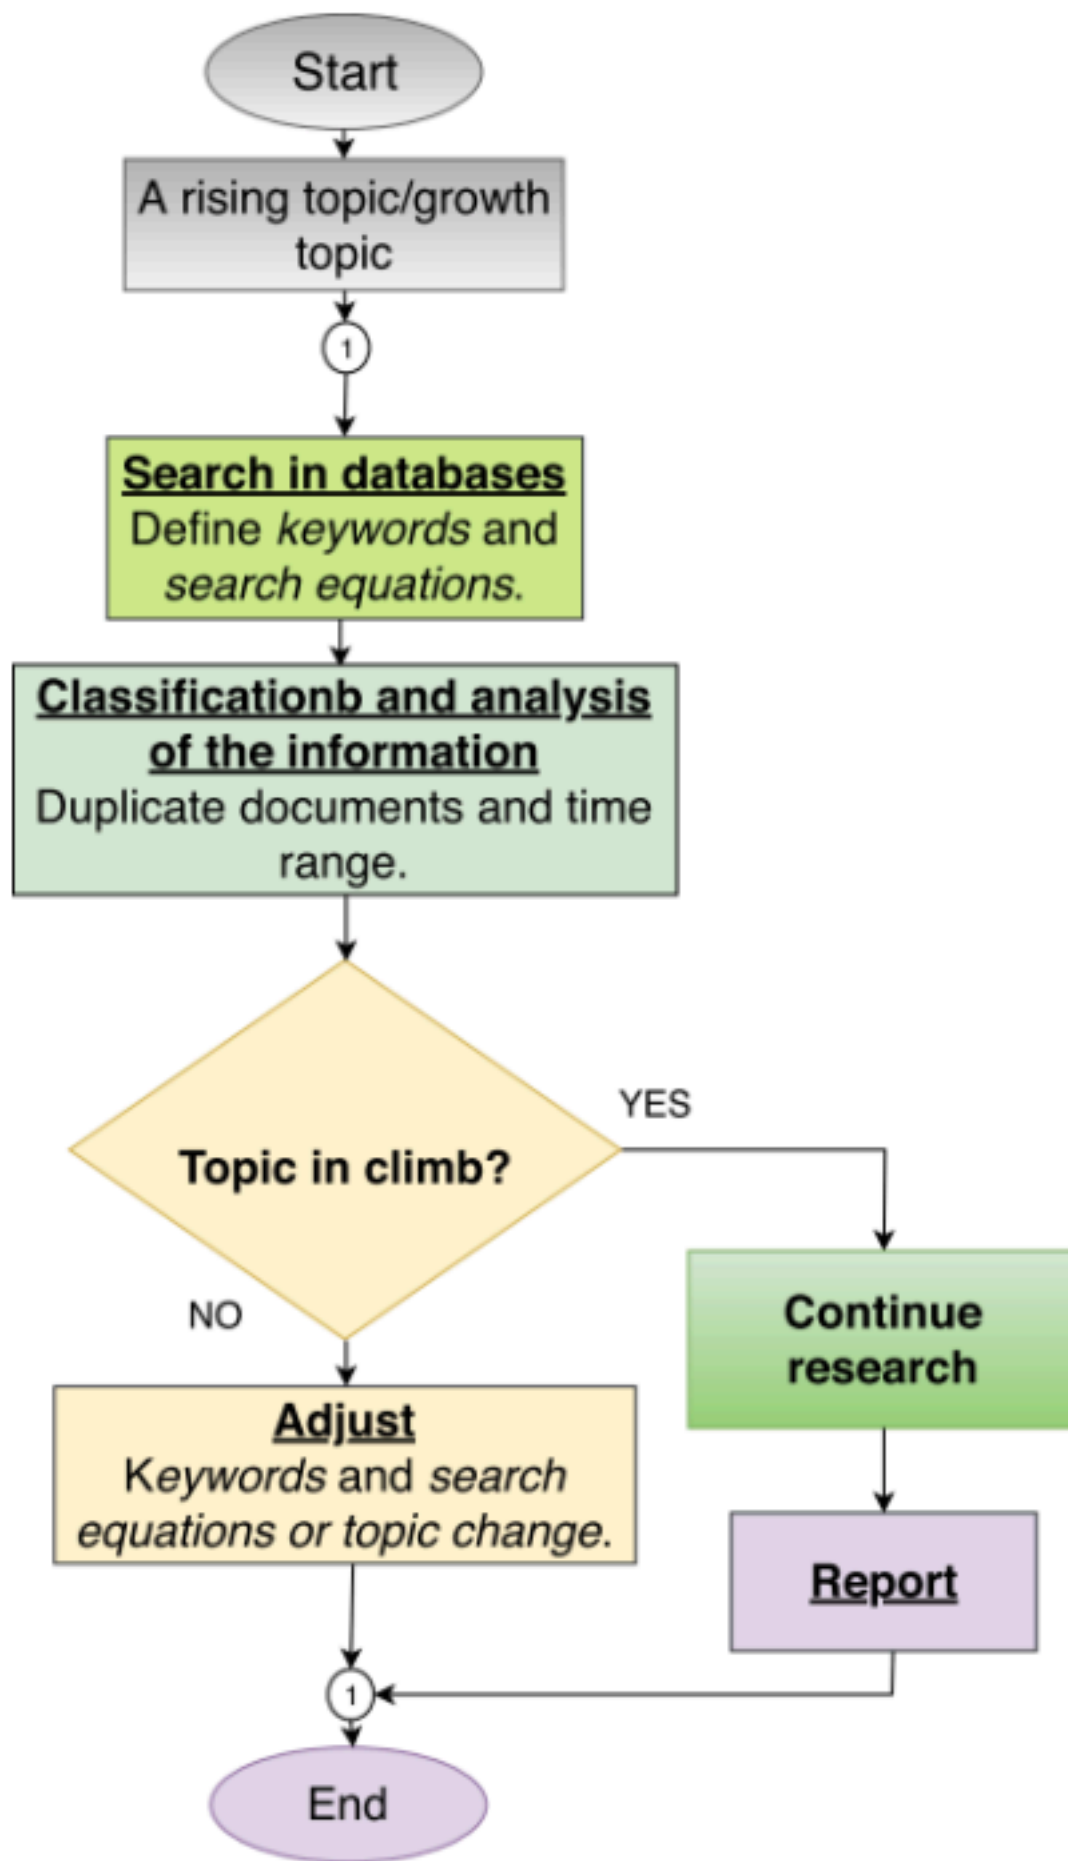 Start
A rising topic/growth
topic
1
Search in databases
Define keywords and
search equations.
Classificationb and analysis
of the information
Duplicate documents and time
range.
Topic in climb?
YES
NO
Continue
research
Adjust
Keywords and search
equations or topic change.
Report
1
End